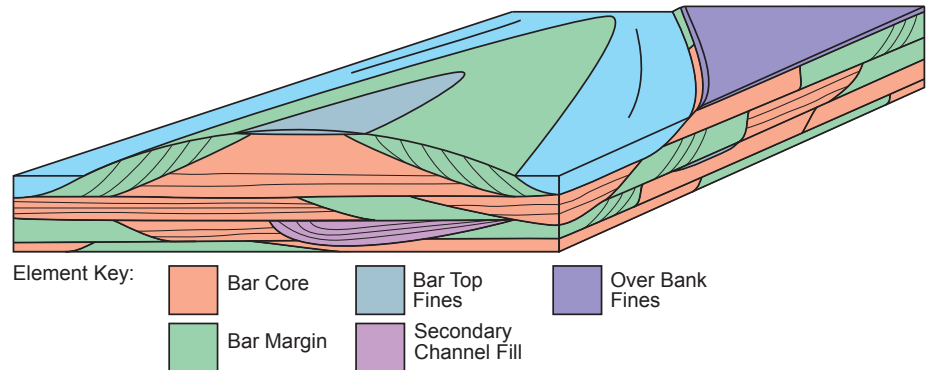 Element Key:
Bar Core
Bar Top
Fines
Over Bank
Fines
Bar Margin
Secondary
Channel Fill